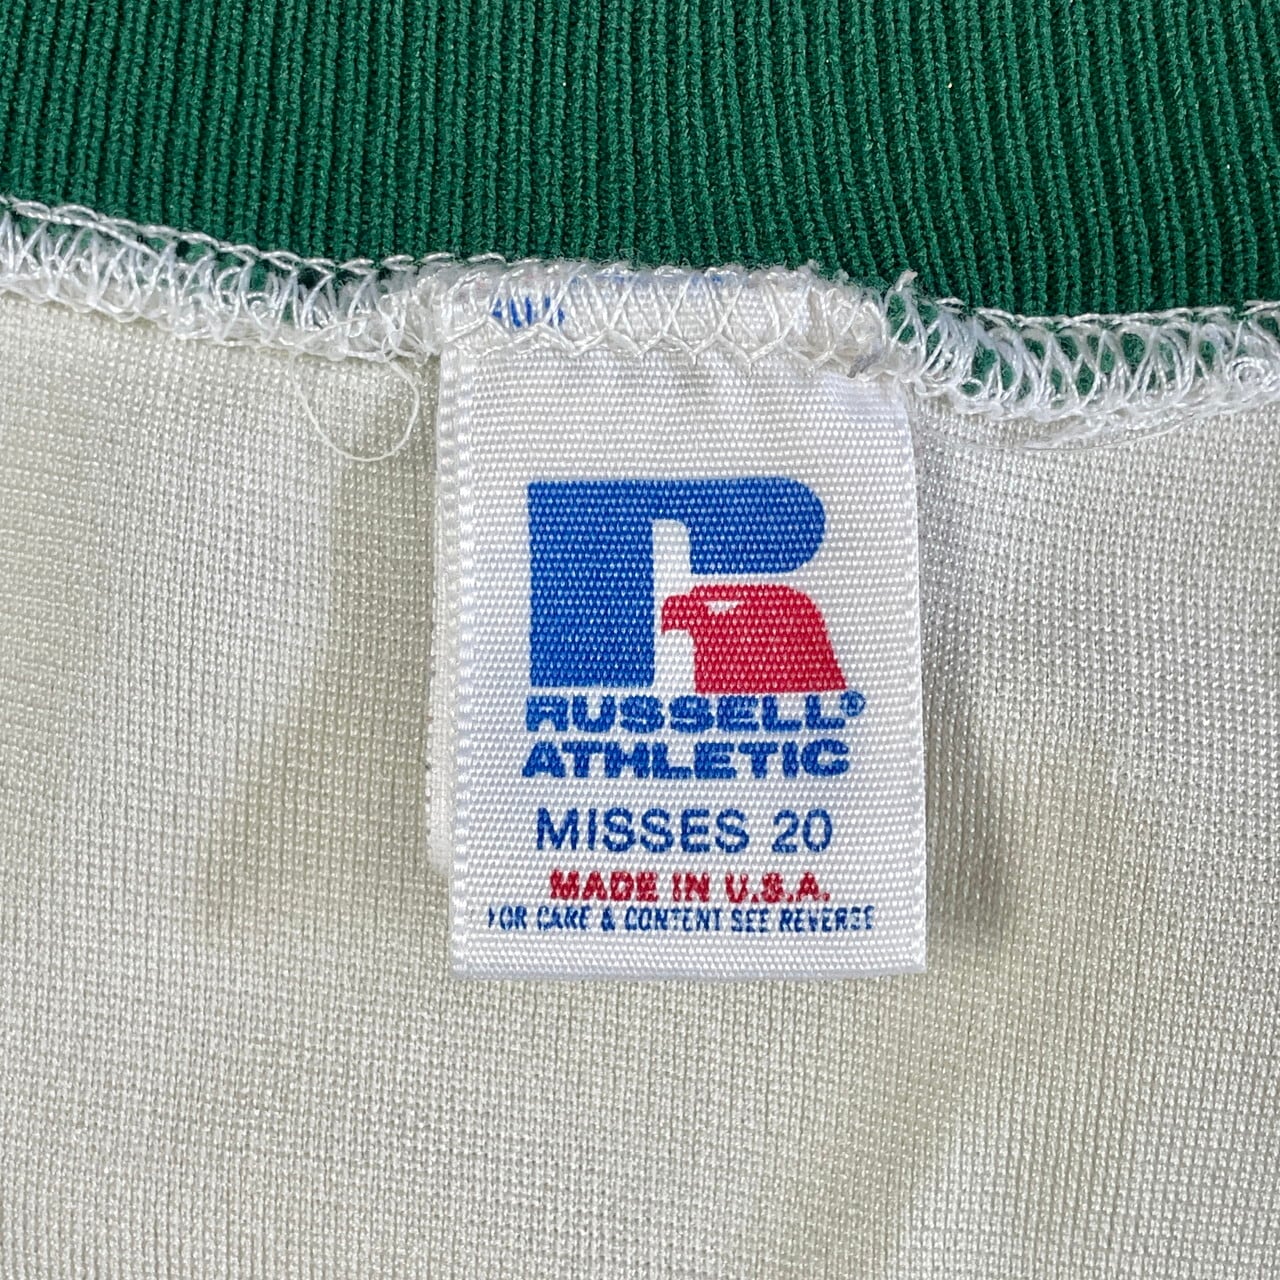 RUSSELL®
ATHLETIC
MISSES 20
MADE IN U.S.A.
FOR CARE & CONTENT SEE REVERSE